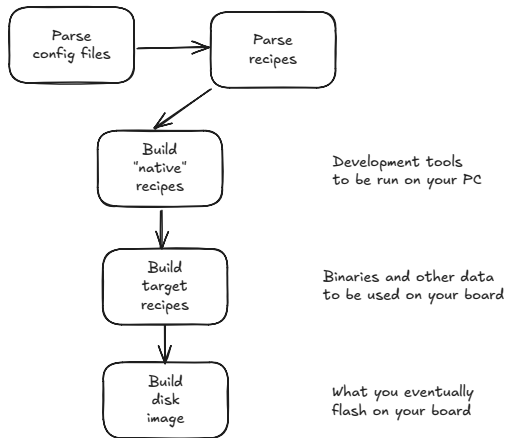 Parse
config files
Parse
recipes
Build
"native"
recipes
Development tools
to be run on your PC
Build
target
recipes
Binaries and other data
to be used on your board
Build
disk
image
What you eventually
flash on your board